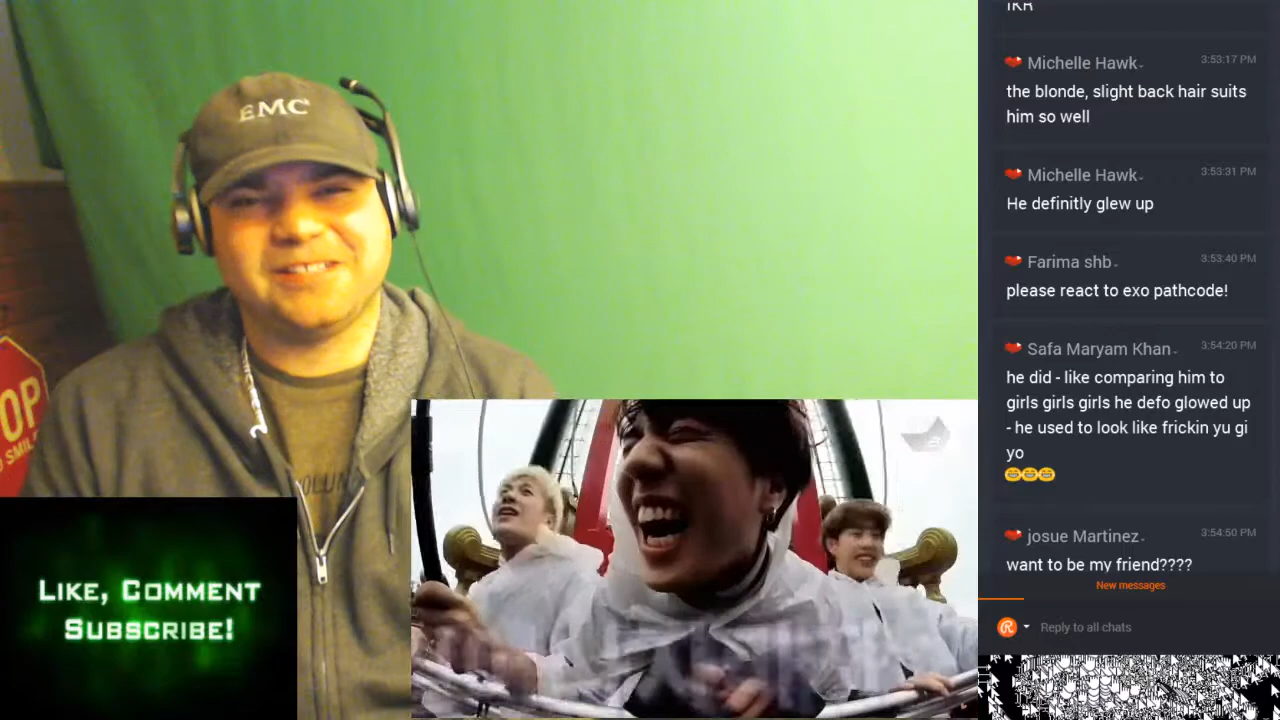 EMC
OP
LIKE, COMMENT
SUBSCRIBE!
IKR
Michelle Hawk
3:53:17 PM
the blonde, slight back hair suits
him so well
Michelle Hawk
3:53:31 PM
He definitly glew up
Farima shb
3:53:40 PM
please react to exo pathcode!
Safa Maryam Khan
3:54:20 PM
he did - like comparing him to
girls girls girls he defo glowed up
- he used to look like frickin yu gi
yo
😂😂😂
josue Martinez
3:54:50 PM
want to be my friend????
New messages
Reply to all chats